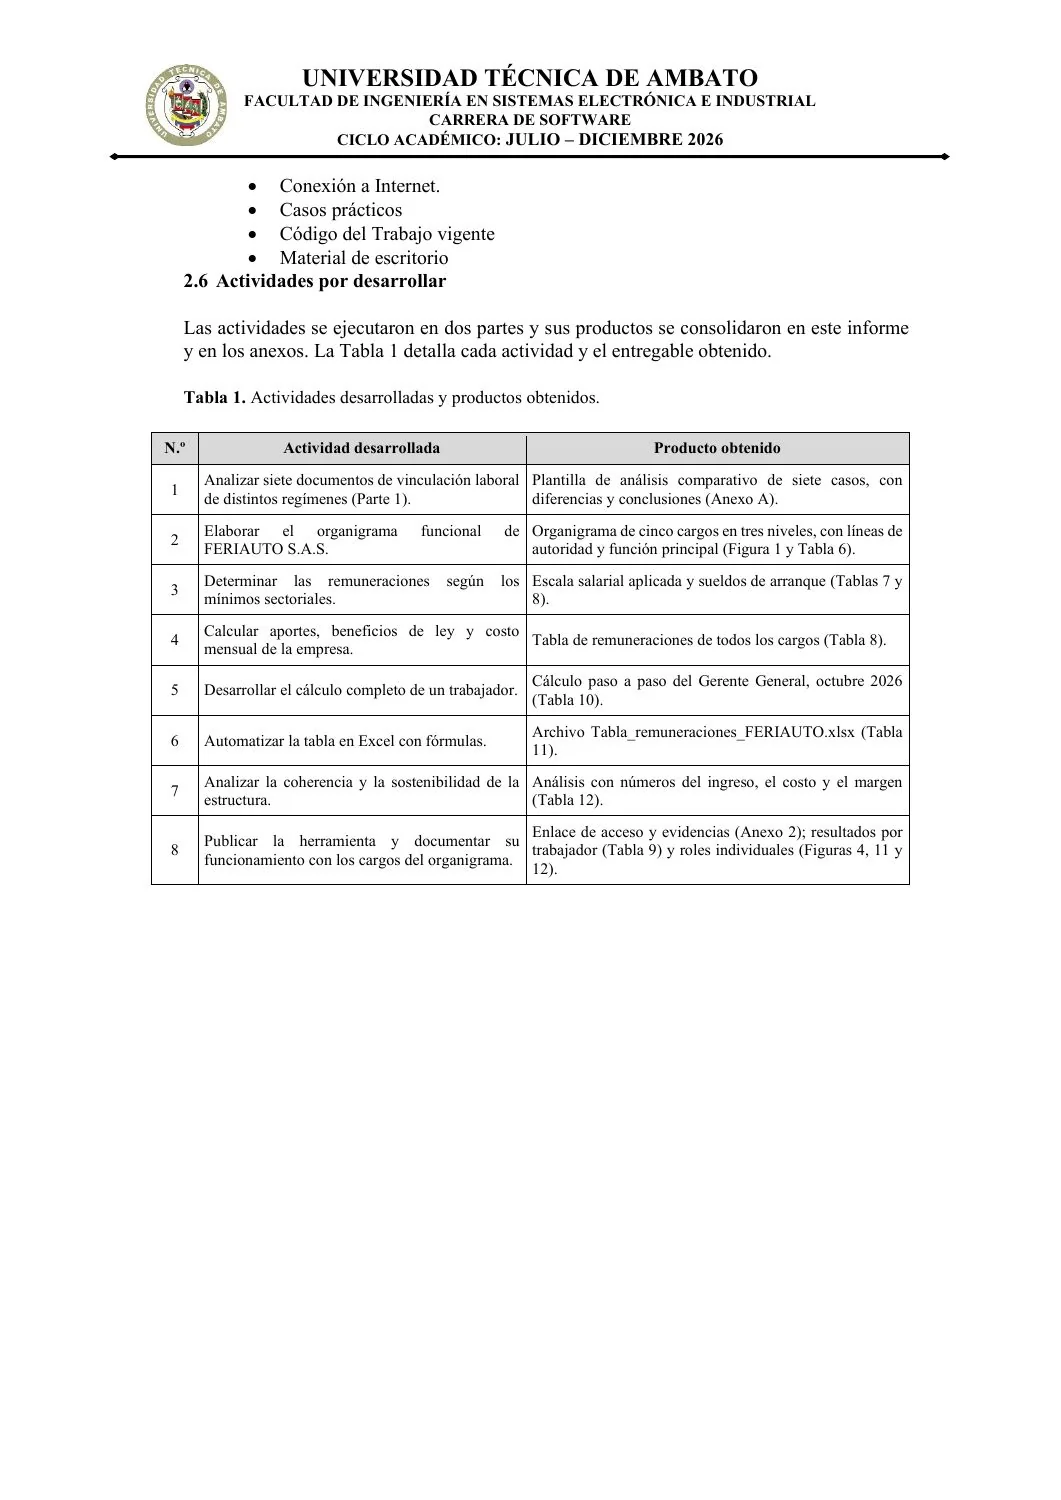 UNIVERSIDAD TÉCNICA DE AMBATO
FACULTAD DE INGENIERÍA EN SISTEMAS ELECTRÓNICA E INDUSTRIAL
CARRERA DE SOFTWARE
CICLO ACADÉMICO: JULIO – DICIEMBRE 2026
UNIVERSIDAD TECNICA DE AMBATO
• Conexión a Internet.
• Casos prácticos
• Código del Trabajo vigente
• Material de escritorio
2.6 Actividades por desarrollar
Las actividades se ejecutaron en dos partes y sus productos se consolidaron en este informe
y en los anexos. La Tabla 1 detalla cada actividad y el entregable obtenido.
Tabla 1. Actividades desarrolladas y productos obtenidos.
N.º Actividad desarrollada Producto obtenido
1
Analizar siete documentos de vinculación laboral
de distintos regímenes (Parte 1).
Plantilla de análisis comparativo de siete casos, con
diferencias y conclusiones (Anexo A).
2
Elaborar el organigrama funcional de
FERIAUTO S.A.S.
Organigrama de cinco cargos en tres niveles, con líneas de
autoridad y función principal (Figura 1 y Tabla 6).
3
Determinar las remuneraciones según los
mínimos sectoriales.
Escala salarial aplicada y sueldos de arranque (Tablas 7 y
8).
4
Calcular aportes, beneficios de ley y costo
mensual de la empresa.
Tabla de remuneraciones de todos los cargos (Tabla 8).
5
Desarrollar el cálculo completo de un trabajador.
Cálculo paso a paso del Gerente General, octubre 2026
(Tabla 10).
6
Automatizar la tabla en Excel con fórmulas.
Archivo Tabla_remuneraciones_FERIAUTO.xlsx (Tabla
11).
7
Analizar la coherencia y la sostenibilidad de la
estructura.
Análisis con números del ingreso, el costo y el margen
(Tabla 12).
8
Publicar la herramienta y documentar su
funcionamiento con los cargos del organigrama.
Enlace de acceso y evidencias (Anexo 2); resultados por
trabajador (Tabla 9) y roles individuales (Figuras 4, 11 y
12).